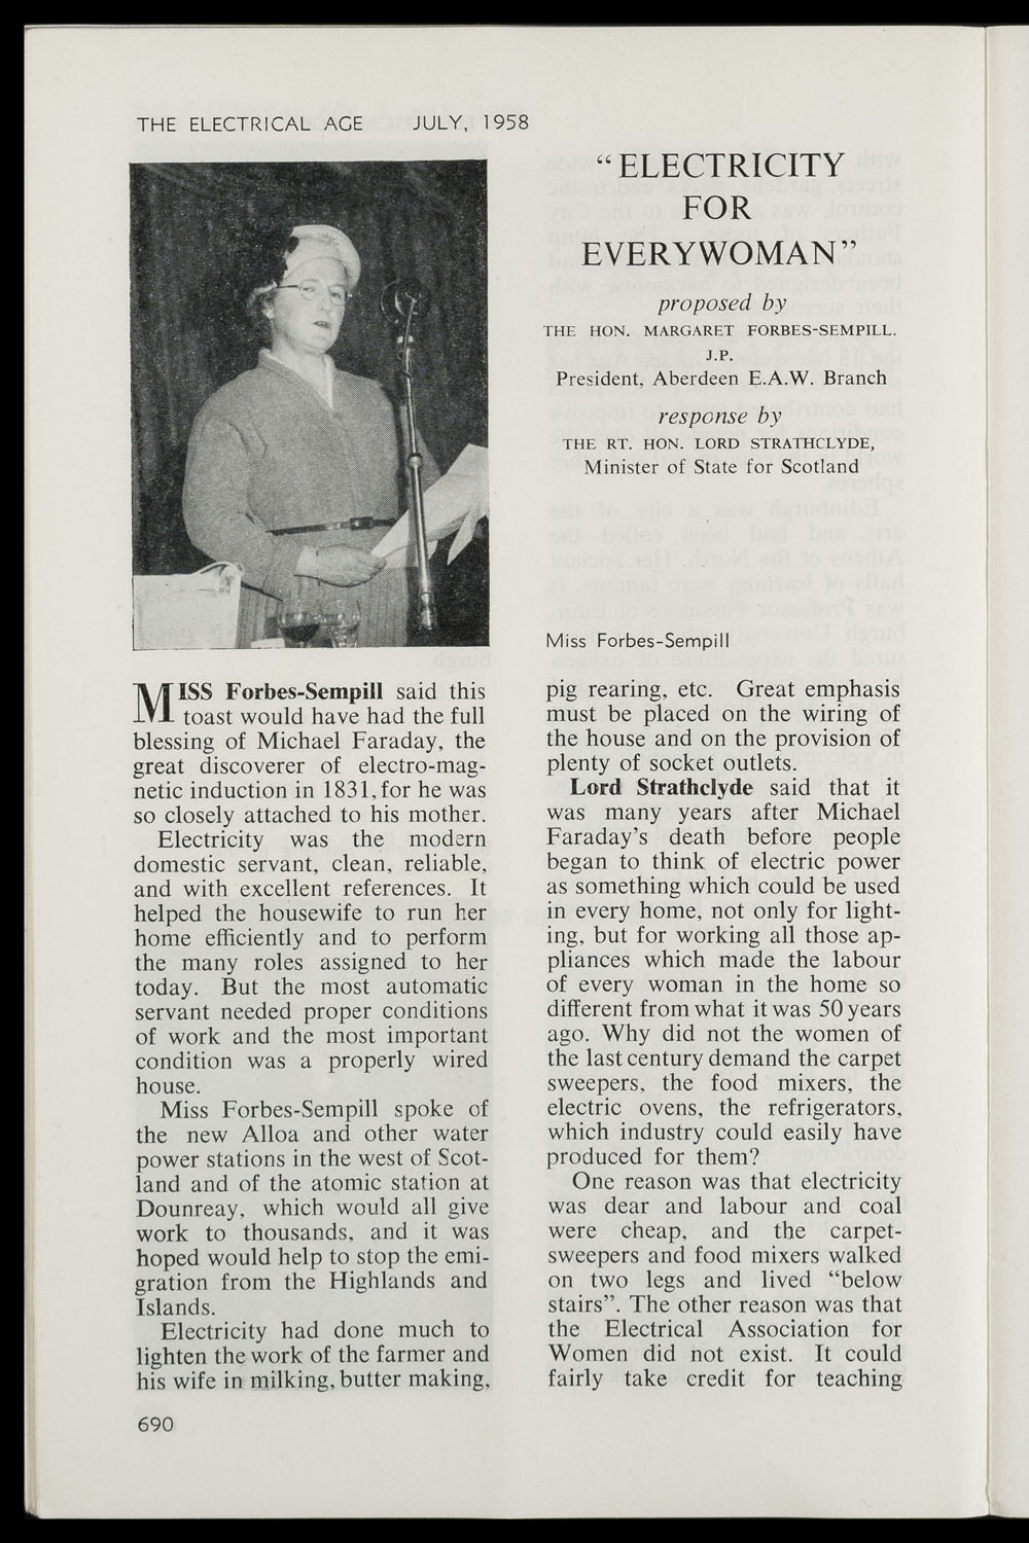 THE ELECTRICAL AGE JULY, 1958
“ELECTRICITY
FOR
EVERYWOMAN”
proposed by
THE HON. MARGARET FORBES-SEMPILL.
J.P.
President, Aberdeen E.A.W. Branch
response by
THE RT. HON. LORD STRATHCLYDE,
Minister of State for Scotland
Miss Forbes-Sempill
MISS Forbes-Sempill said this
toast would have had the full
blessing of Michael Faraday, the
great discoverer of electro-mag-
netic induction in 1831, for he was
so closely attached to his mother.
Electricity was the modern
domestic servant, clean, reliable,
and with excellent references. It
helped the housewife to run her
home efficiently and to perform
the many roles assigned to her
today. But the most automatic
servant needed proper conditions
of work and the most important
condition was a properly wired
house.
Miss Forbes-Sempill spoke of
the new Alloa and other water
power stations in the west of Scot-
land and of the atomic station at
Dounreay, which would all give
work to thousands, and it was
hoped would help to stop the emi-
gration from the Highlands and
Islands.
Electricity had done much to
lighten the work of the farmer and
his wife in milking, butter making,
pig rearing, etc. Great emphasis
must be placed on the wiring of
the house and on the provision of
plenty of socket outlets.
Lord Strathclyde said that it
was many years after Michael
Faraday's death before people
began to think of electric power
as something which could be used
in every home, not only for light-
ing, but for working all those ap-
pliances which made the labour
of every woman in the home so
different from what it was 50 years
ago. Why did not the women of
the last century demand the carpet
sweepers, the food mixers, the
electric ovens, the refrigerators,
which industry could easily have
produced for them?
One reason was that electricity
was dear and labour and coal
were cheap, and the carpet-
sweepers and food mixers walked
on two legs and lived “below
stairs”. The other reason was that
the Electrical Association for
Women did not exist. It could
fairly take credit for teaching
690